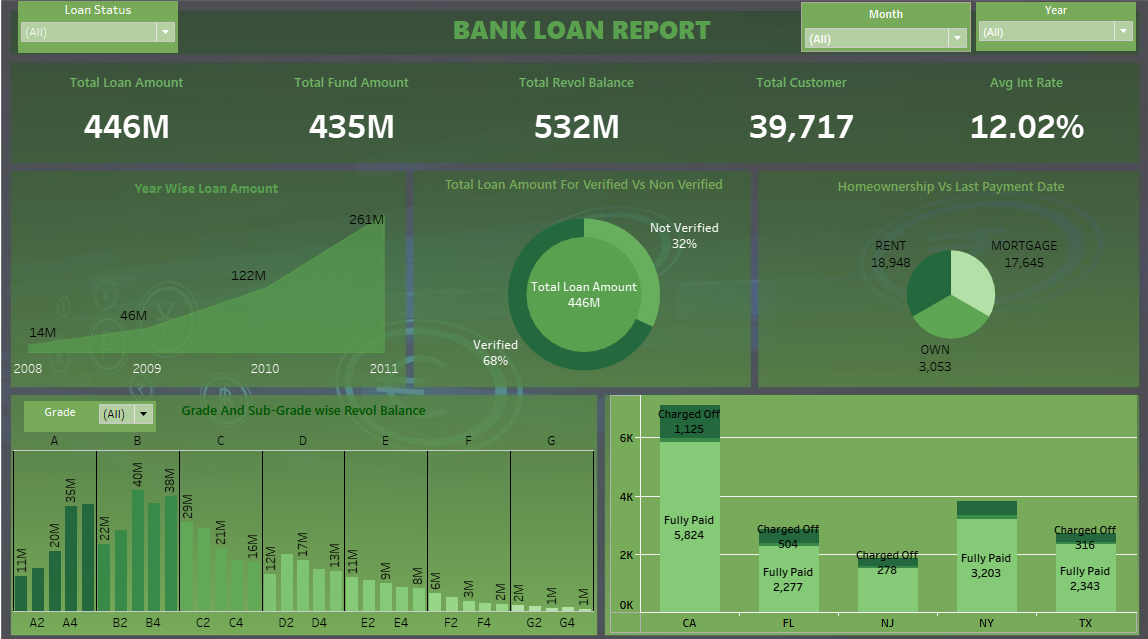 Loan Status
(All)
BANK LOAN REPORT
Month
(All)
Year
(All)
Total Loan Amount
446M
Total Fund Amount
435M
Total Revol Balance
532M
Total Customer
39,717
Avg Int Rate
12.02%
Year Wise Loan Amount
14M
46M
122M
261M
2008 2009 2010 2011
Total Loan Amount For Verified Vs Non Verified
Not Verified
32%
Total Loan Amount
446M
Verified
68%
Homeownership Vs Last Payment Date
RENT
18,948
MORTGAGE
17,645
OWN
3,053
Grade
(All)
Grade And Sub-Grade wise Revol Balance
A B C D E F G
11M 20M 35M 22M 40M 38M 29M 21M 16M 12M 17M 13M 11M 9M 8M 6M 3M 2M 2M 1M 1M
A2 A4 B2 B4 C2 C4 D2 D4 E2 E4 F2 F4 G2 G4
6K
4K
2K
0K
Charged Off
1,125
Fully Paid
5,824
Charged Off
504
Fully Paid
2,277
Charged Off
278
Fully Paid
3,203
Charged Off
316
Fully Paid
2,343
CA FL NJ NY TX